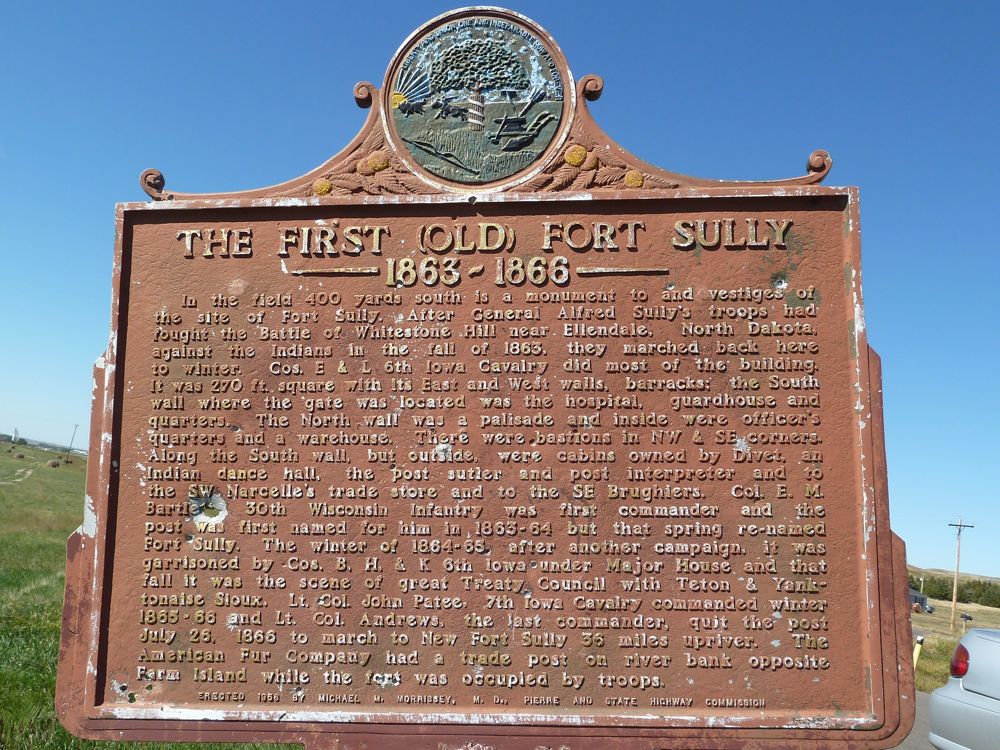 LIBERTY AND UNION, ONE AND INSEPARABLE, NOW AND FOREVER
THE FIRST (OLD) FORT SULLY
1863 ~ 1866
In the field 400 yards south is a monument to and vestiges of
the site of Fort Sully. After General Alfred Sully's troops had
fought the Battle of Whitestone Hill near Ellendale, North Dakota,
against the Indians in the fall of 1863, they marched back here
to winter. Cos. E & L 6th Iowa Cavalry did most of the building.
It was 270 ft. square with its East and West walls, barracks; the South
wall where the gate was located was the hospital, guardhouse and
quarters. The North wall was a palisade and inside were officer's
quarters and a warehouse. There were bastions in NW & SE corners.
Along the South wall, but outside, were cabins owned by Divet, an
Indian dance hall, the post sutler and post interpreter and to
the SW Narcelle's trade store and to the SE Brughiers. Col. E. M.
30th Wisconsin Infantry was first commander and the
post was first named for him in 1863-64 but that spring re-named
Fort Sully. The winter of 1864-65, after another campaign, it was
garrisoned by Cos. B, H, & K 6th Iowa under Major House and that
fall it was the scene of great Treaty Council with Teton & Yank-
tonaise Sioux. Lt. Col. John Patee, 7th Iowa Cavalry commanded winter
1865-66 and Lt. Col. Andrews, the last commander, quit the post
July 25, 1866 to march to New Fort Sully 36 miles upriver. The
American Fur Company had a trade post on river bank opposite
Farm Island while the fort was occupied by troops.
ERECTED 1956 BY MICHAEL M. MORRISSEY, M. D., PIERRE AND STATE HIGHWAY COMMISSION